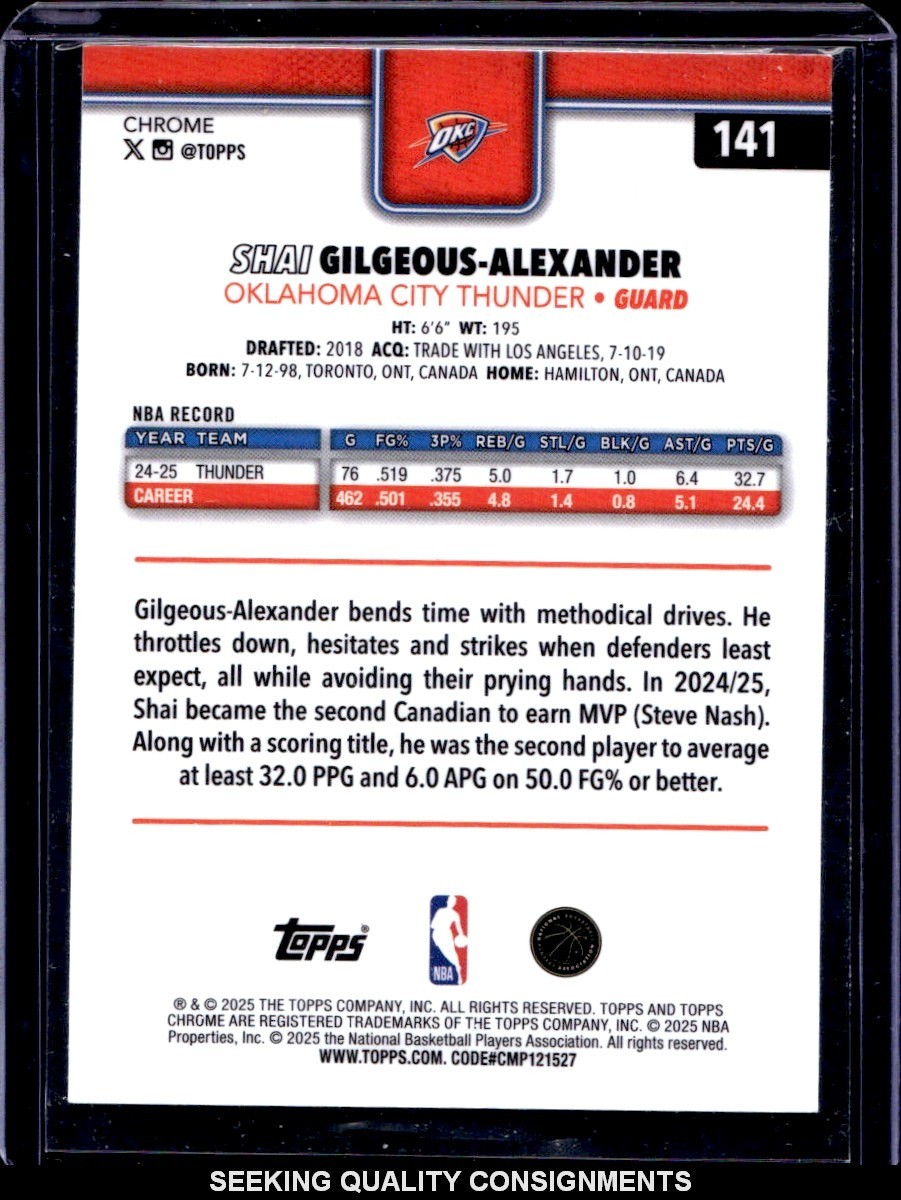 CHROME
141
X @TOPPS
OKC
SHAI GILGEOUS-ALEXANDER
OKLAHOMA CITY THUNDER • GUARD
HT: 6'6" WT: 195
DRAFTED: 2018 ACQ: TRADE WITH LOS ANGELES, 7-10-19
BORN: 7-12-98, TORONTO, ONT, CANADA HOME: HAMILTON, ONT, CANADA
NBA RECORD
YEAR TEAM G FG% 3P% REB/G STL/G BLK/G AST/G PTS/G
24-25 THUNDER 76 .519 .375 5.0 1.7 1.0 6.4 32.7
CAREER 462 .501 .355 4.8 1.4 0.8 5.1 24.4
Gilgeous-Alexander bends time with methodical drives. He
throttles down, hesitates and strikes when defenders least
expect, all while avoiding their prying hands. In 2024/25,
Shai became the second Canadian to earn MVP (Steve Nash).
Along with a scoring title, he was the second player to average
at least 32.0 PPG and 6.0 APG on 50.0 FG% or better.
topps®
NBA
® & © 2025 THE TOPPS COMPANY, INC. ALL RIGHTS RESERVED. TOPPS AND TOPPS
CHROME ARE REGISTERED TRADEMARKS OF THE TOPPS COMPANY, INC. © 2025 NBA
Properties, Inc. © 2025 the National Basketball Players Association. All rights reserved.
WWW.TOPPS.COM. CODE#CMP121527
SEEKING QUALITY CONSIGNMENTS